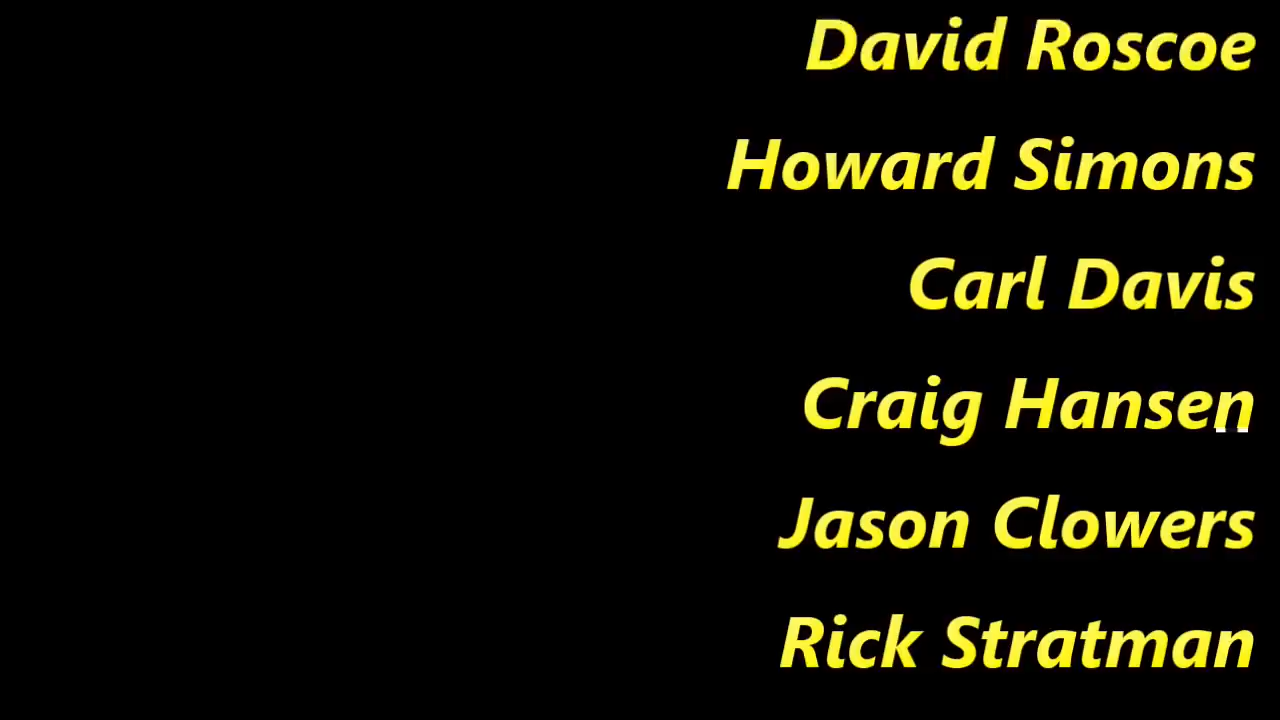 David Roscoe
Howard Simons
Carl Davis
Craig Hansen
Jason Clowers
Rick Stratman